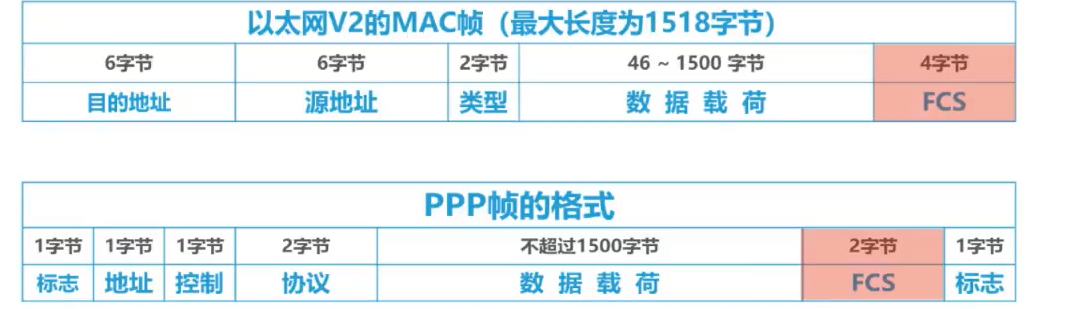 以太网V2的MAC帧（最大长度为1518字节）
6字节 6字节 2字节 46 ~ 1500 字节 4字节
目的地址 源地址 类型 数 据 载 荷 FCS
PPP帧的格式
1字节 1字节 1字节 2字节 不超过1500字节 2字节 1字节
标志 地址 控制 协议 数 据 载 荷 FCS 标志